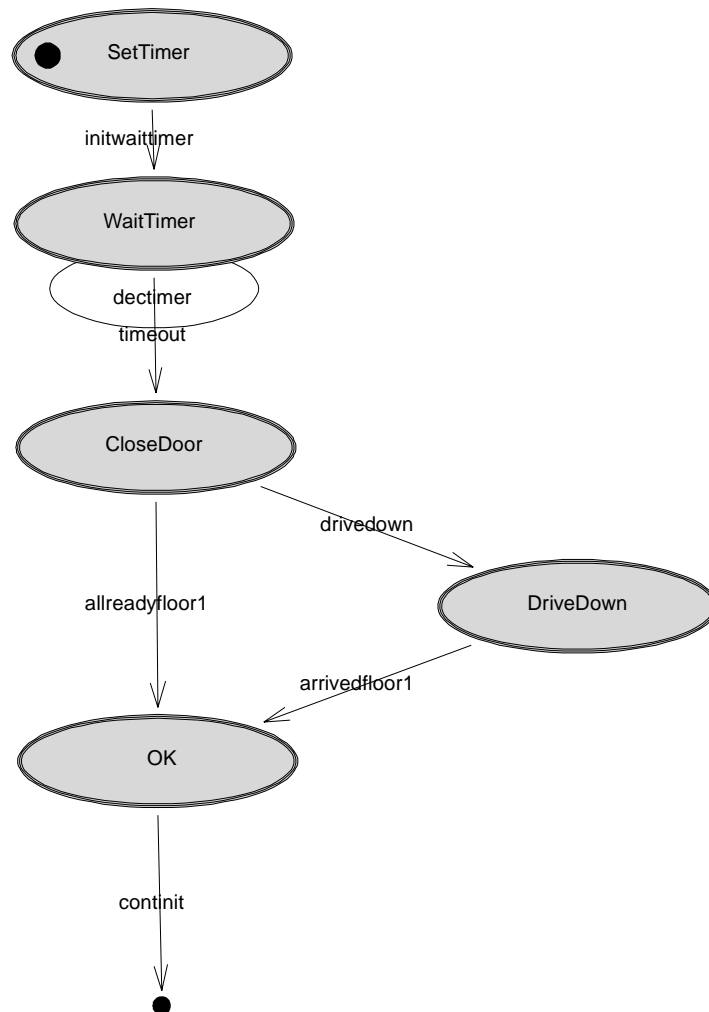 SetTimer
initwaittimer
WaitTimer
dectimer
timeout
CloseDoor
drivedown
allreadyfloor1
DriveDown
arrivedfloor1
OK
continit